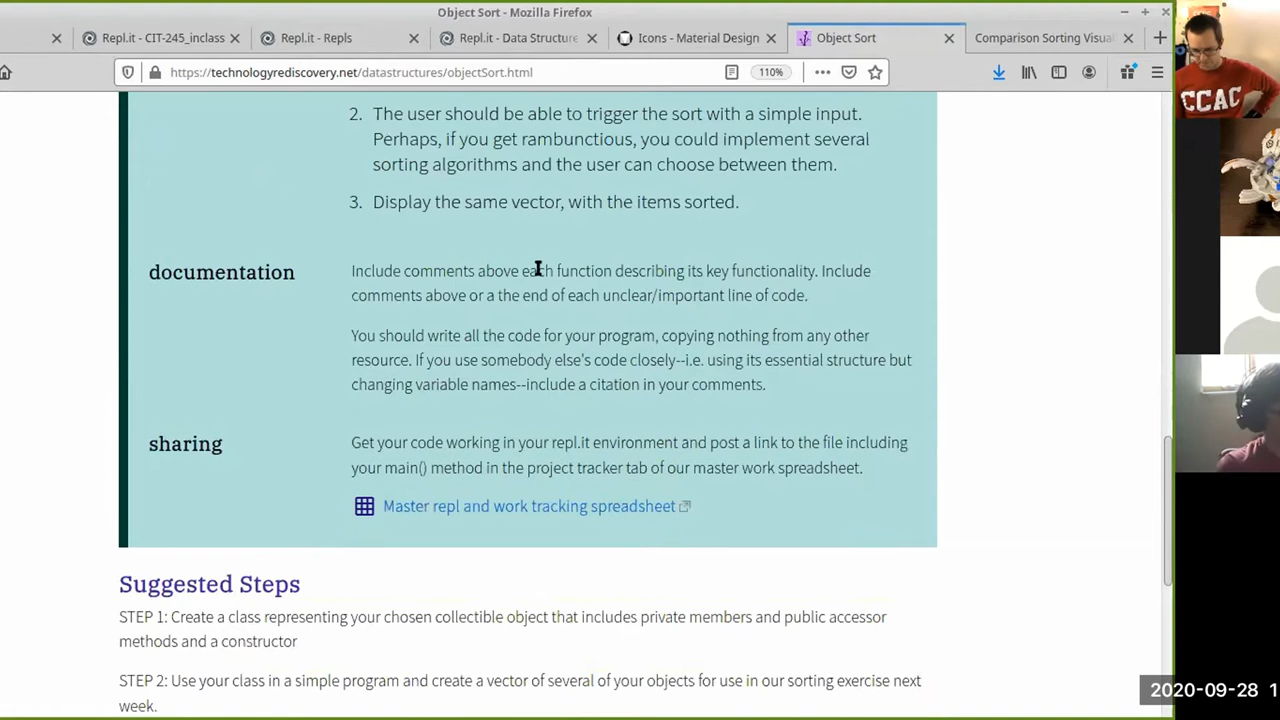 Object Sort - Mozilla Firefox
Repl.it - CIT-245_inclass
Repl.it - Repls
Repl.it - Data Structure
Icons - Material Design
Object Sort
Comparison Sorting Visual
https://technologyrediscovery.net/datastructures/objectSort.html
110%
2. The user should be able to trigger the sort with a simple input.
Perhaps, if you get rambunctious, you could implement several
sorting algorithms and the user can choose between them.
3. Display the same vector, with the items sorted.
documentation
Include comments above each function describing its key functionality. Include
comments above or a the end of each unclear/important line of code.
You should write all the code for your program, copying nothing from any other
resource. If you use somebody else's code closely--i.e. using its essential structure but
changing variable names--include a citation in your comments.
sharing
Get your code working in your repl.it environment and post a link to the file including
your main() method in the project tracker tab of our master work spreadsheet.
Master repl and work tracking spreadsheet
Suggested Steps
STEP 1: Create a class representing your chosen collectible object that includes private members and public accessor
methods and a constructor
STEP 2: Use your class in a simple program and create a vector of several of your objects for use in our sorting exercise next
week.
CCAC
2020-09-28 1